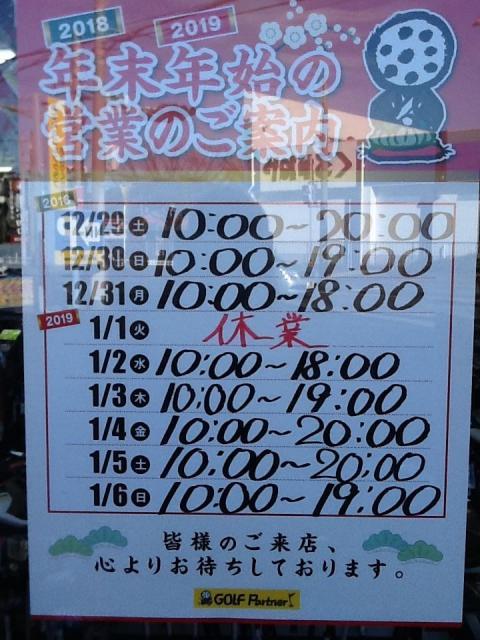 2018 2019
年末年始の
営業のご案内
2018
12/29 土 10:00~20:00
12/30 日 10:00~19:00
12/31 月 10:00~18:00
2019
1/1 火 休業
1/2 水 10:00~18:00
1/3 木 10:00~19:00
1/4 金 10:00~20:00
1/5 土 10:00~20:00
1/6 日 10:00~19:00
皆様のご来店、
心よりお待ちしております。
GOLF Partner